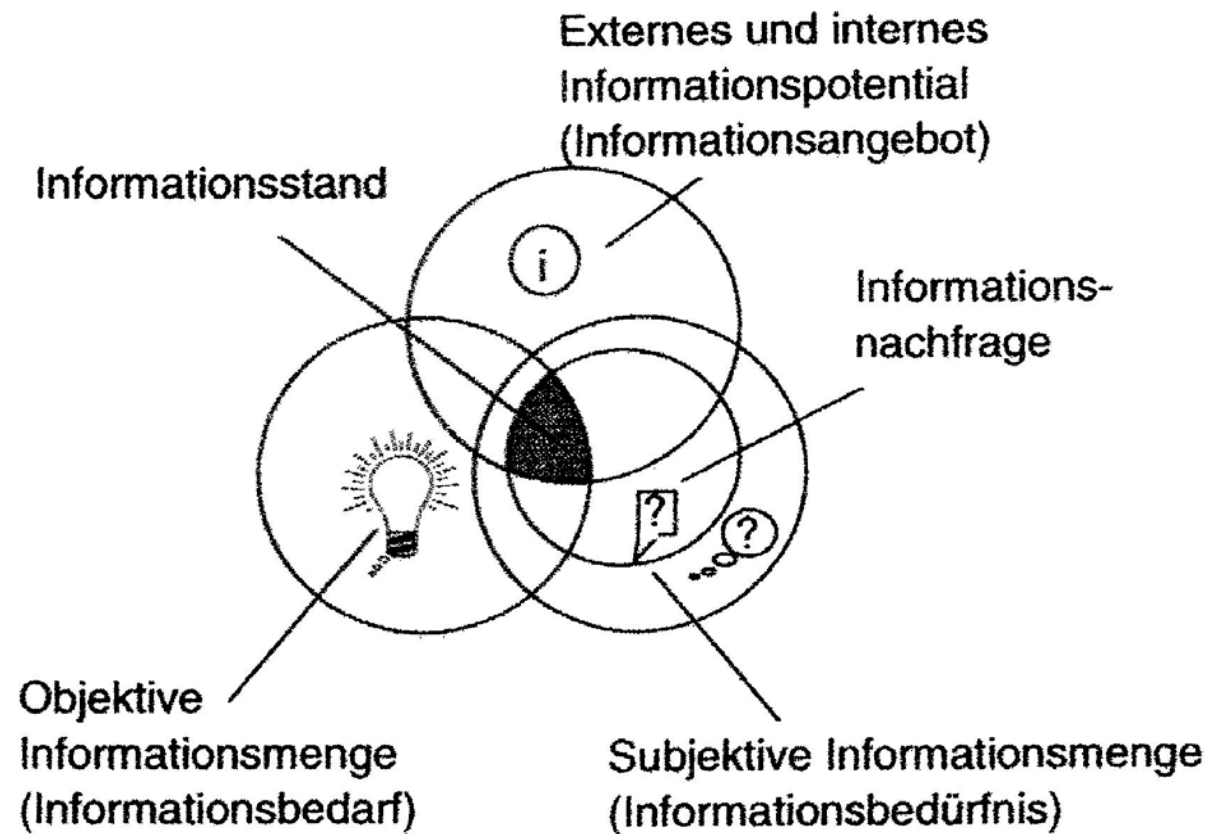 Externes und internes
Informationspotential
(Informationsangebot)
Informationsstand
i
Informations-
nachfrage
?
?
Objektive
Informationsmenge
(Informationsbedarf)
Subjektive Informationsmenge
(Informationsbedürfnis)